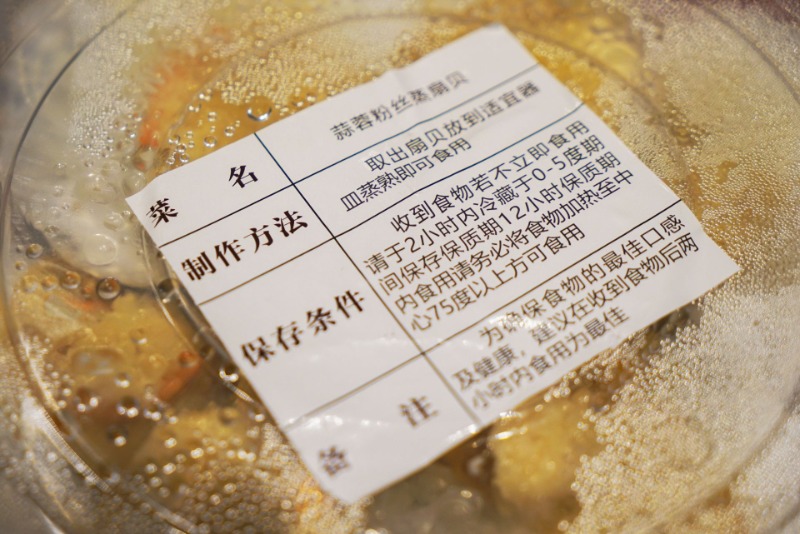 菜名 蒜蓉粉丝蒸扇贝
制作方法 取出扇贝放到适宜器
皿蒸熟即可食用
保存条件 收到食物若不立即食用
请于2小时内冷藏于0-5度期
间保存保质期12小时保质期
内食用请务必将食物加热至中
心75度以上方可食用
备注 为确保食物的最佳口感
及健康，建议在收到食物后两
小时内食用为最佳